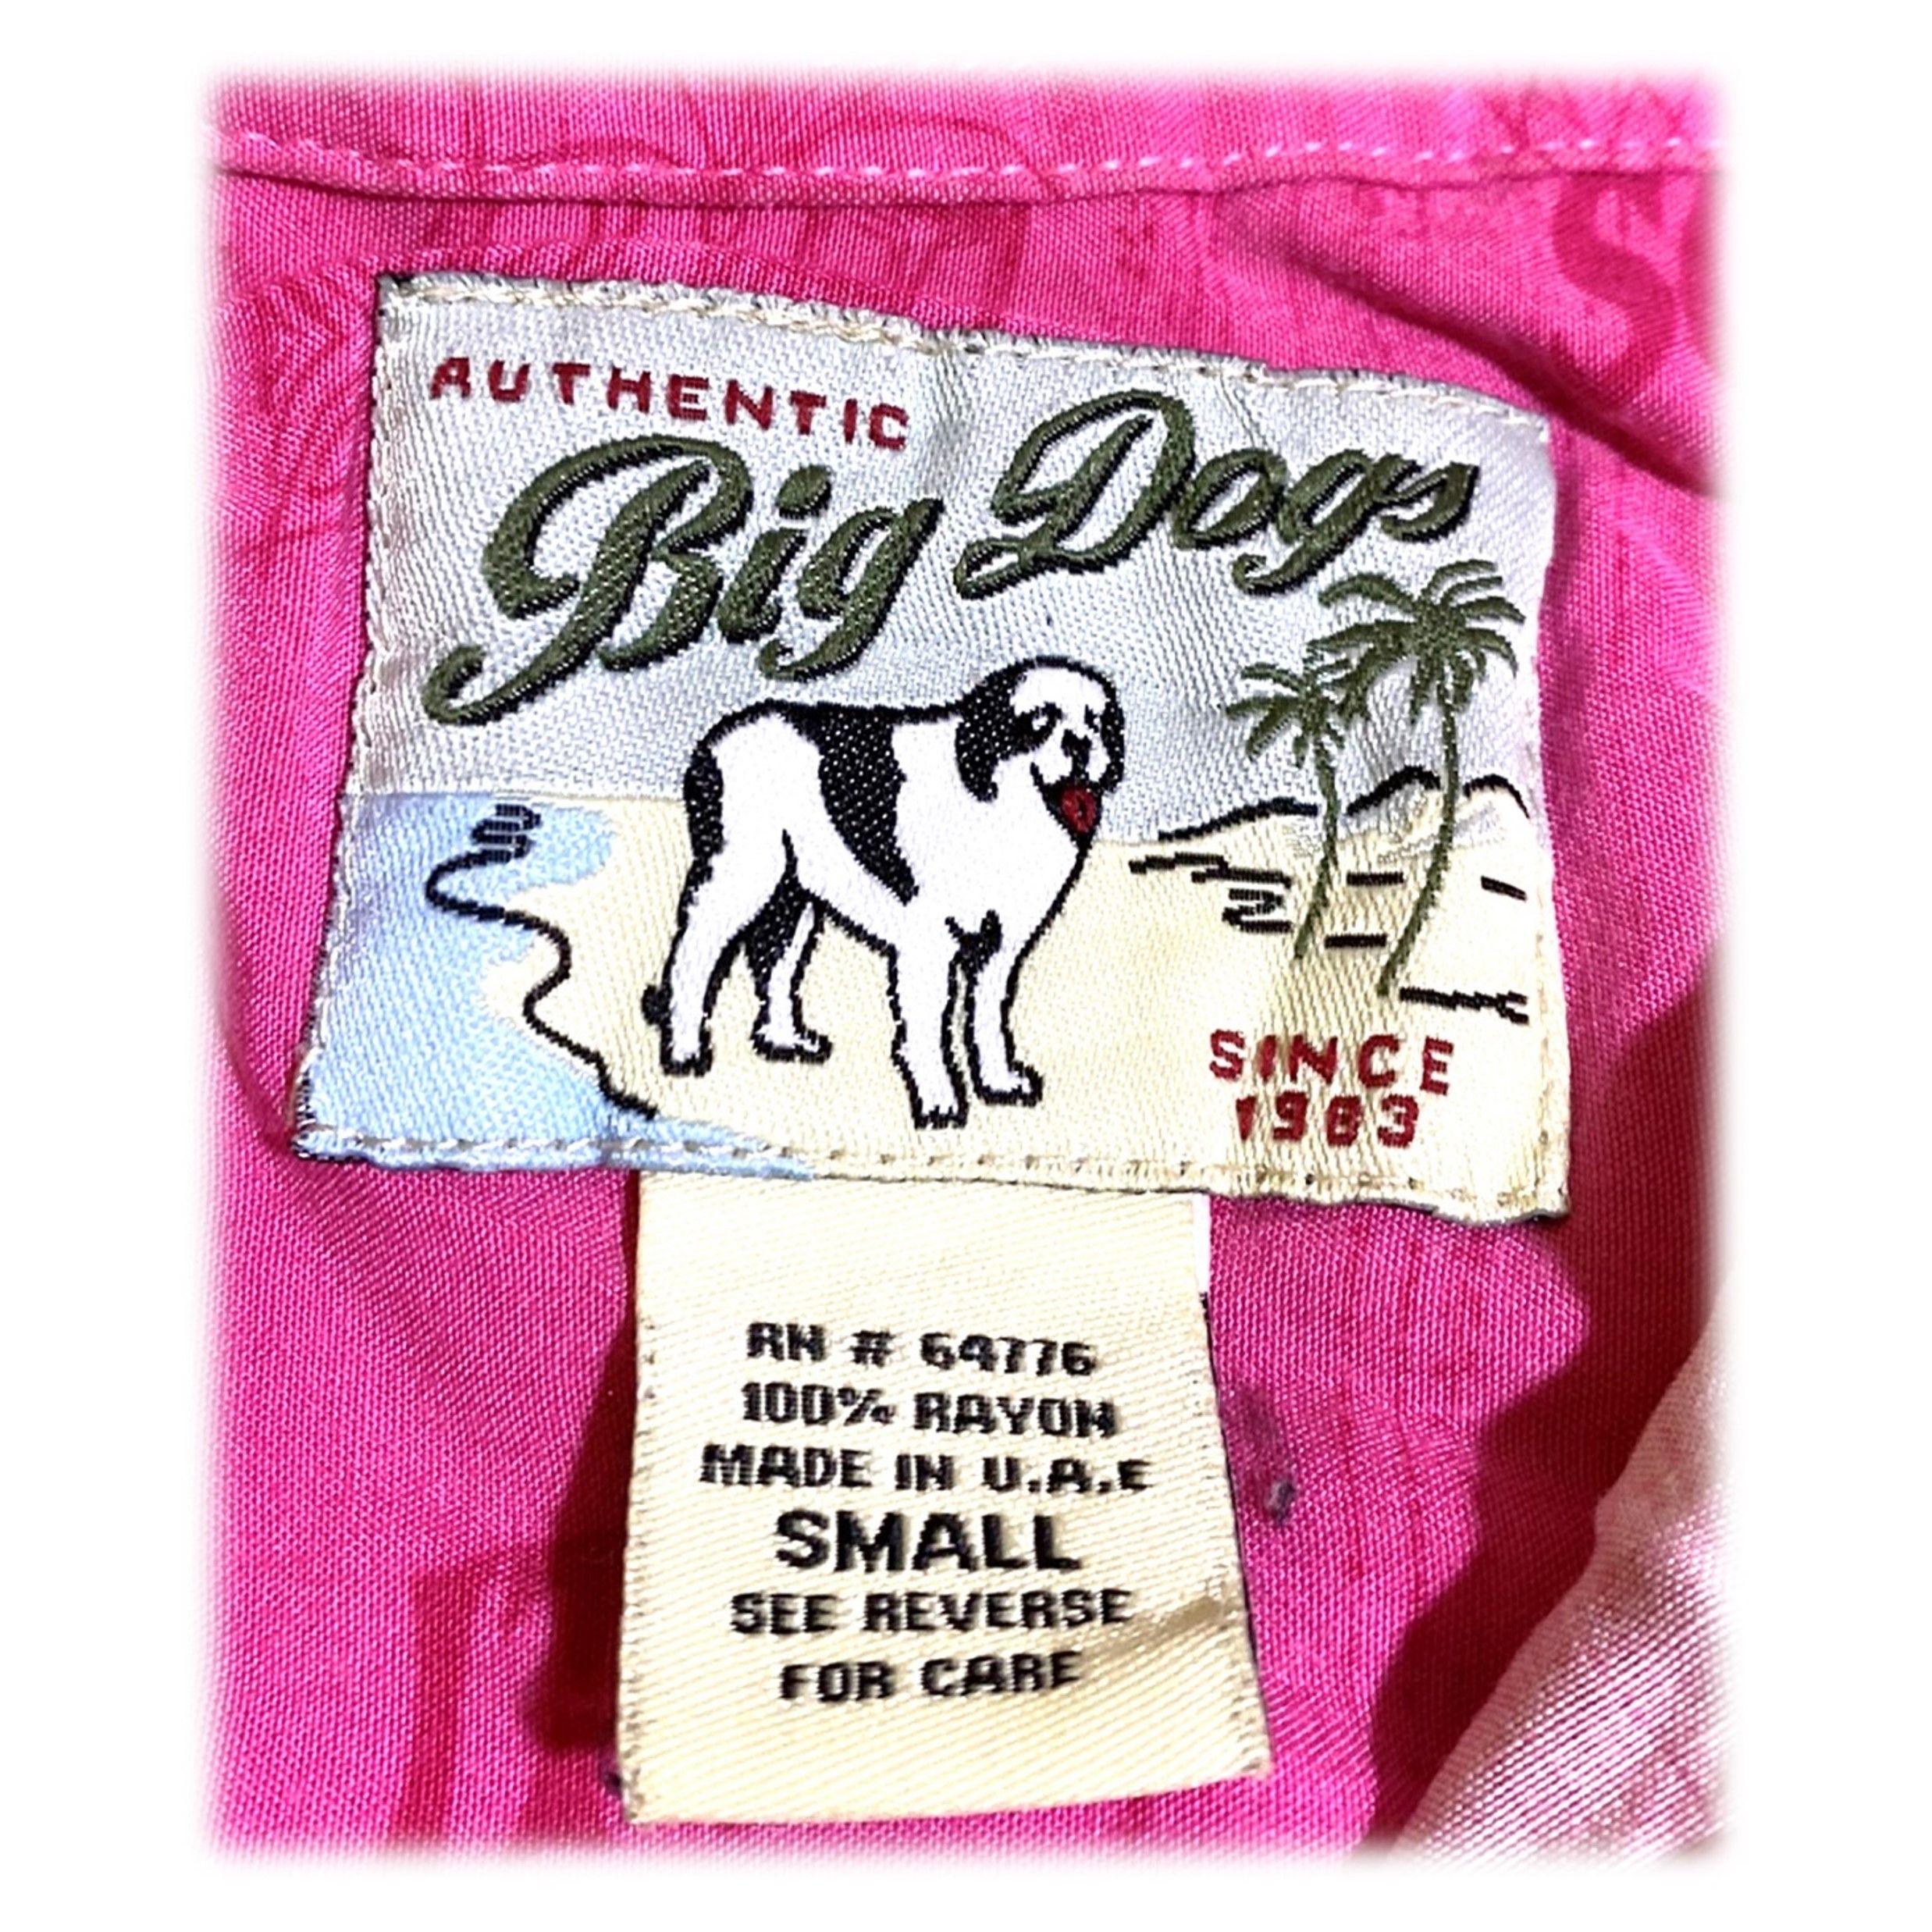 AUTHENTIC
Big Dogs
SINCE
1983
RN # 64776
100% RAYON
MADE IN U.A.E
SMALL
SEE REVERSE
FOR CARE